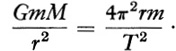 GmM/r² = 4π²rm/T².